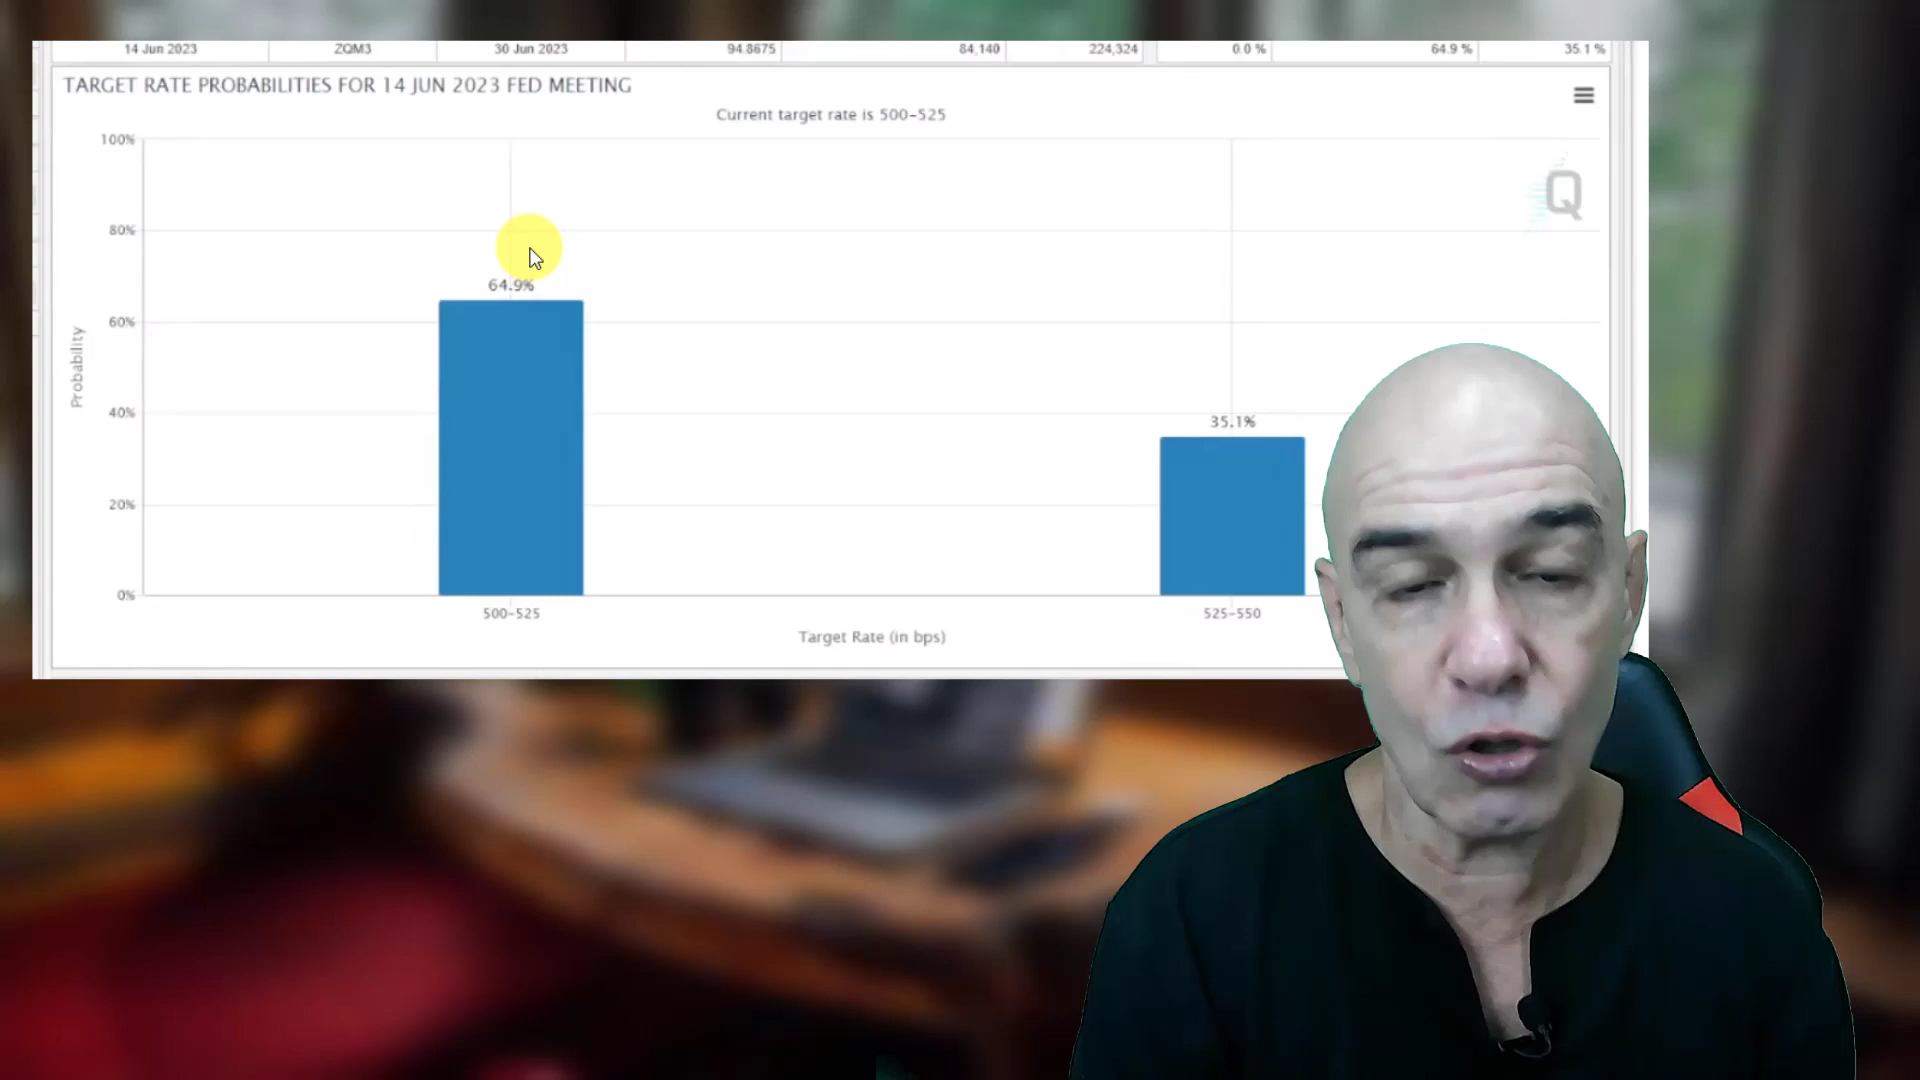 14 Jun 2023 ZQM3 30 Jun 2023 94.8675 84,140 224,324 0.0 % 64.9 % 35.1 %
TARGET RATE PROBABILITIES FOR 14 JUN 2023 FED MEETING
Current target rate is 500-525
100%
80%
60%
40%
20%
0%
Probability
Q
64.9%
35.1%
500-525
525-550
Target Rate (in bps)